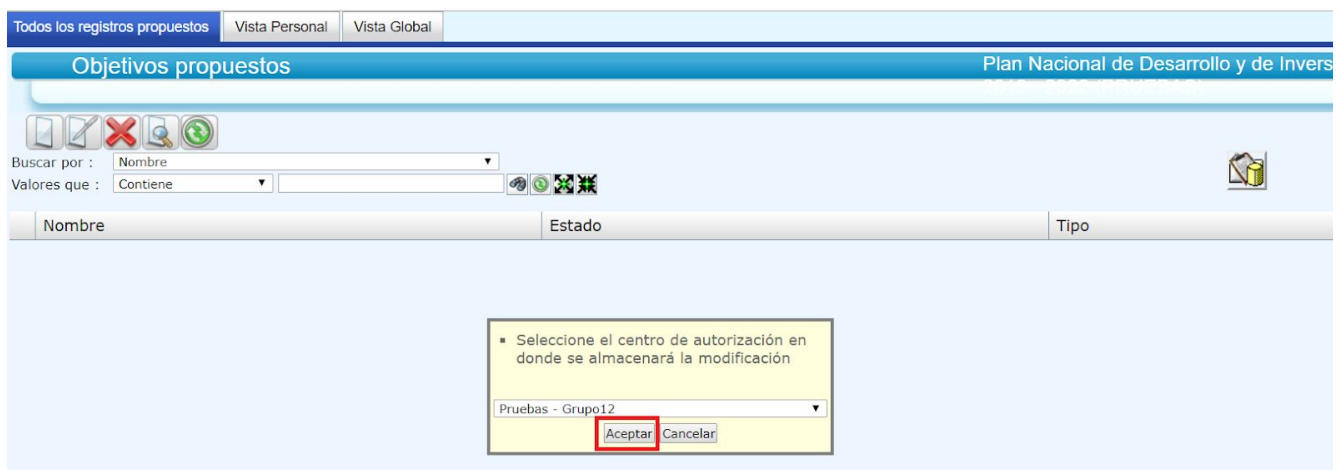 Todos los registros propuestos Vista Personal Vista Global
Objetivos propuestos Plan Nacional de Desarrollo y de Invers
Buscar por : Nombre
Valores que : Contiene
Nombre Estado Tipo
▪ Seleccione el centro de autorización en
donde se almacenará la modificación
Pruebas - Grupo12
Aceptar Cancelar